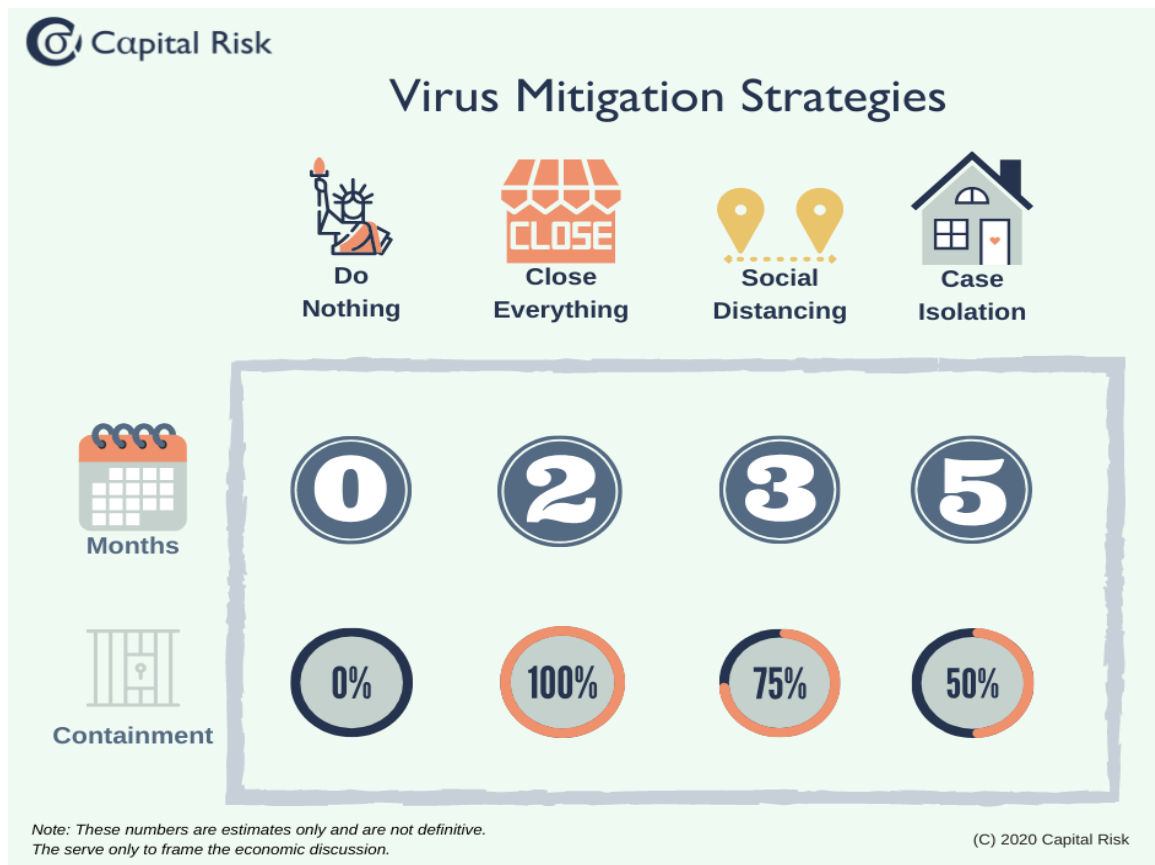 Capital Risk
Virus Mitigation Strategies
CLOSE
Do
Nothing
Close
Everything
Social
Distancing
Case
Isolation
0
2
3
5
Months
0%
100%
75%
50%
Containment
Note: These numbers are estimates only and are not definitive.
The serve only to frame the economic discussion.
(C) 2020 Capital Risk